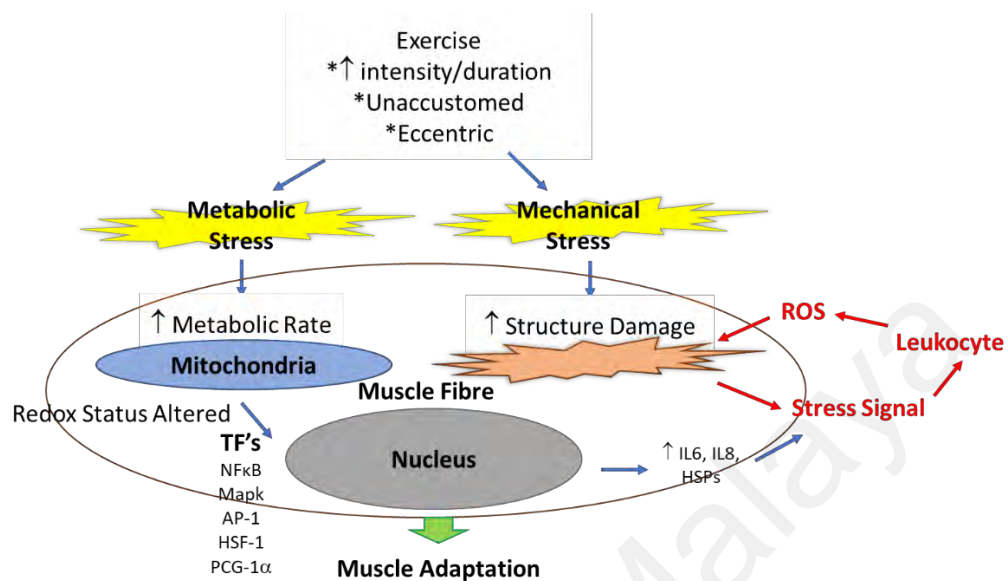 Exercise
*↑ intensity/duration
*Unaccustomed
*Eccentric
Metabolic
Stress
Mechanical
Stress
↑ Metabolic Rate
Mitochondria
↑ Structure Damage
ROS
Leukocyte
Stress Signal
Muscle Fibre
Redox Status Altered
TF's
NFκB
Mapk
AP-1
HSF-1
PCG-1α
Nucleus
↑ IL6, IL8,
HSPs
Muscle Adaptation
Malaya